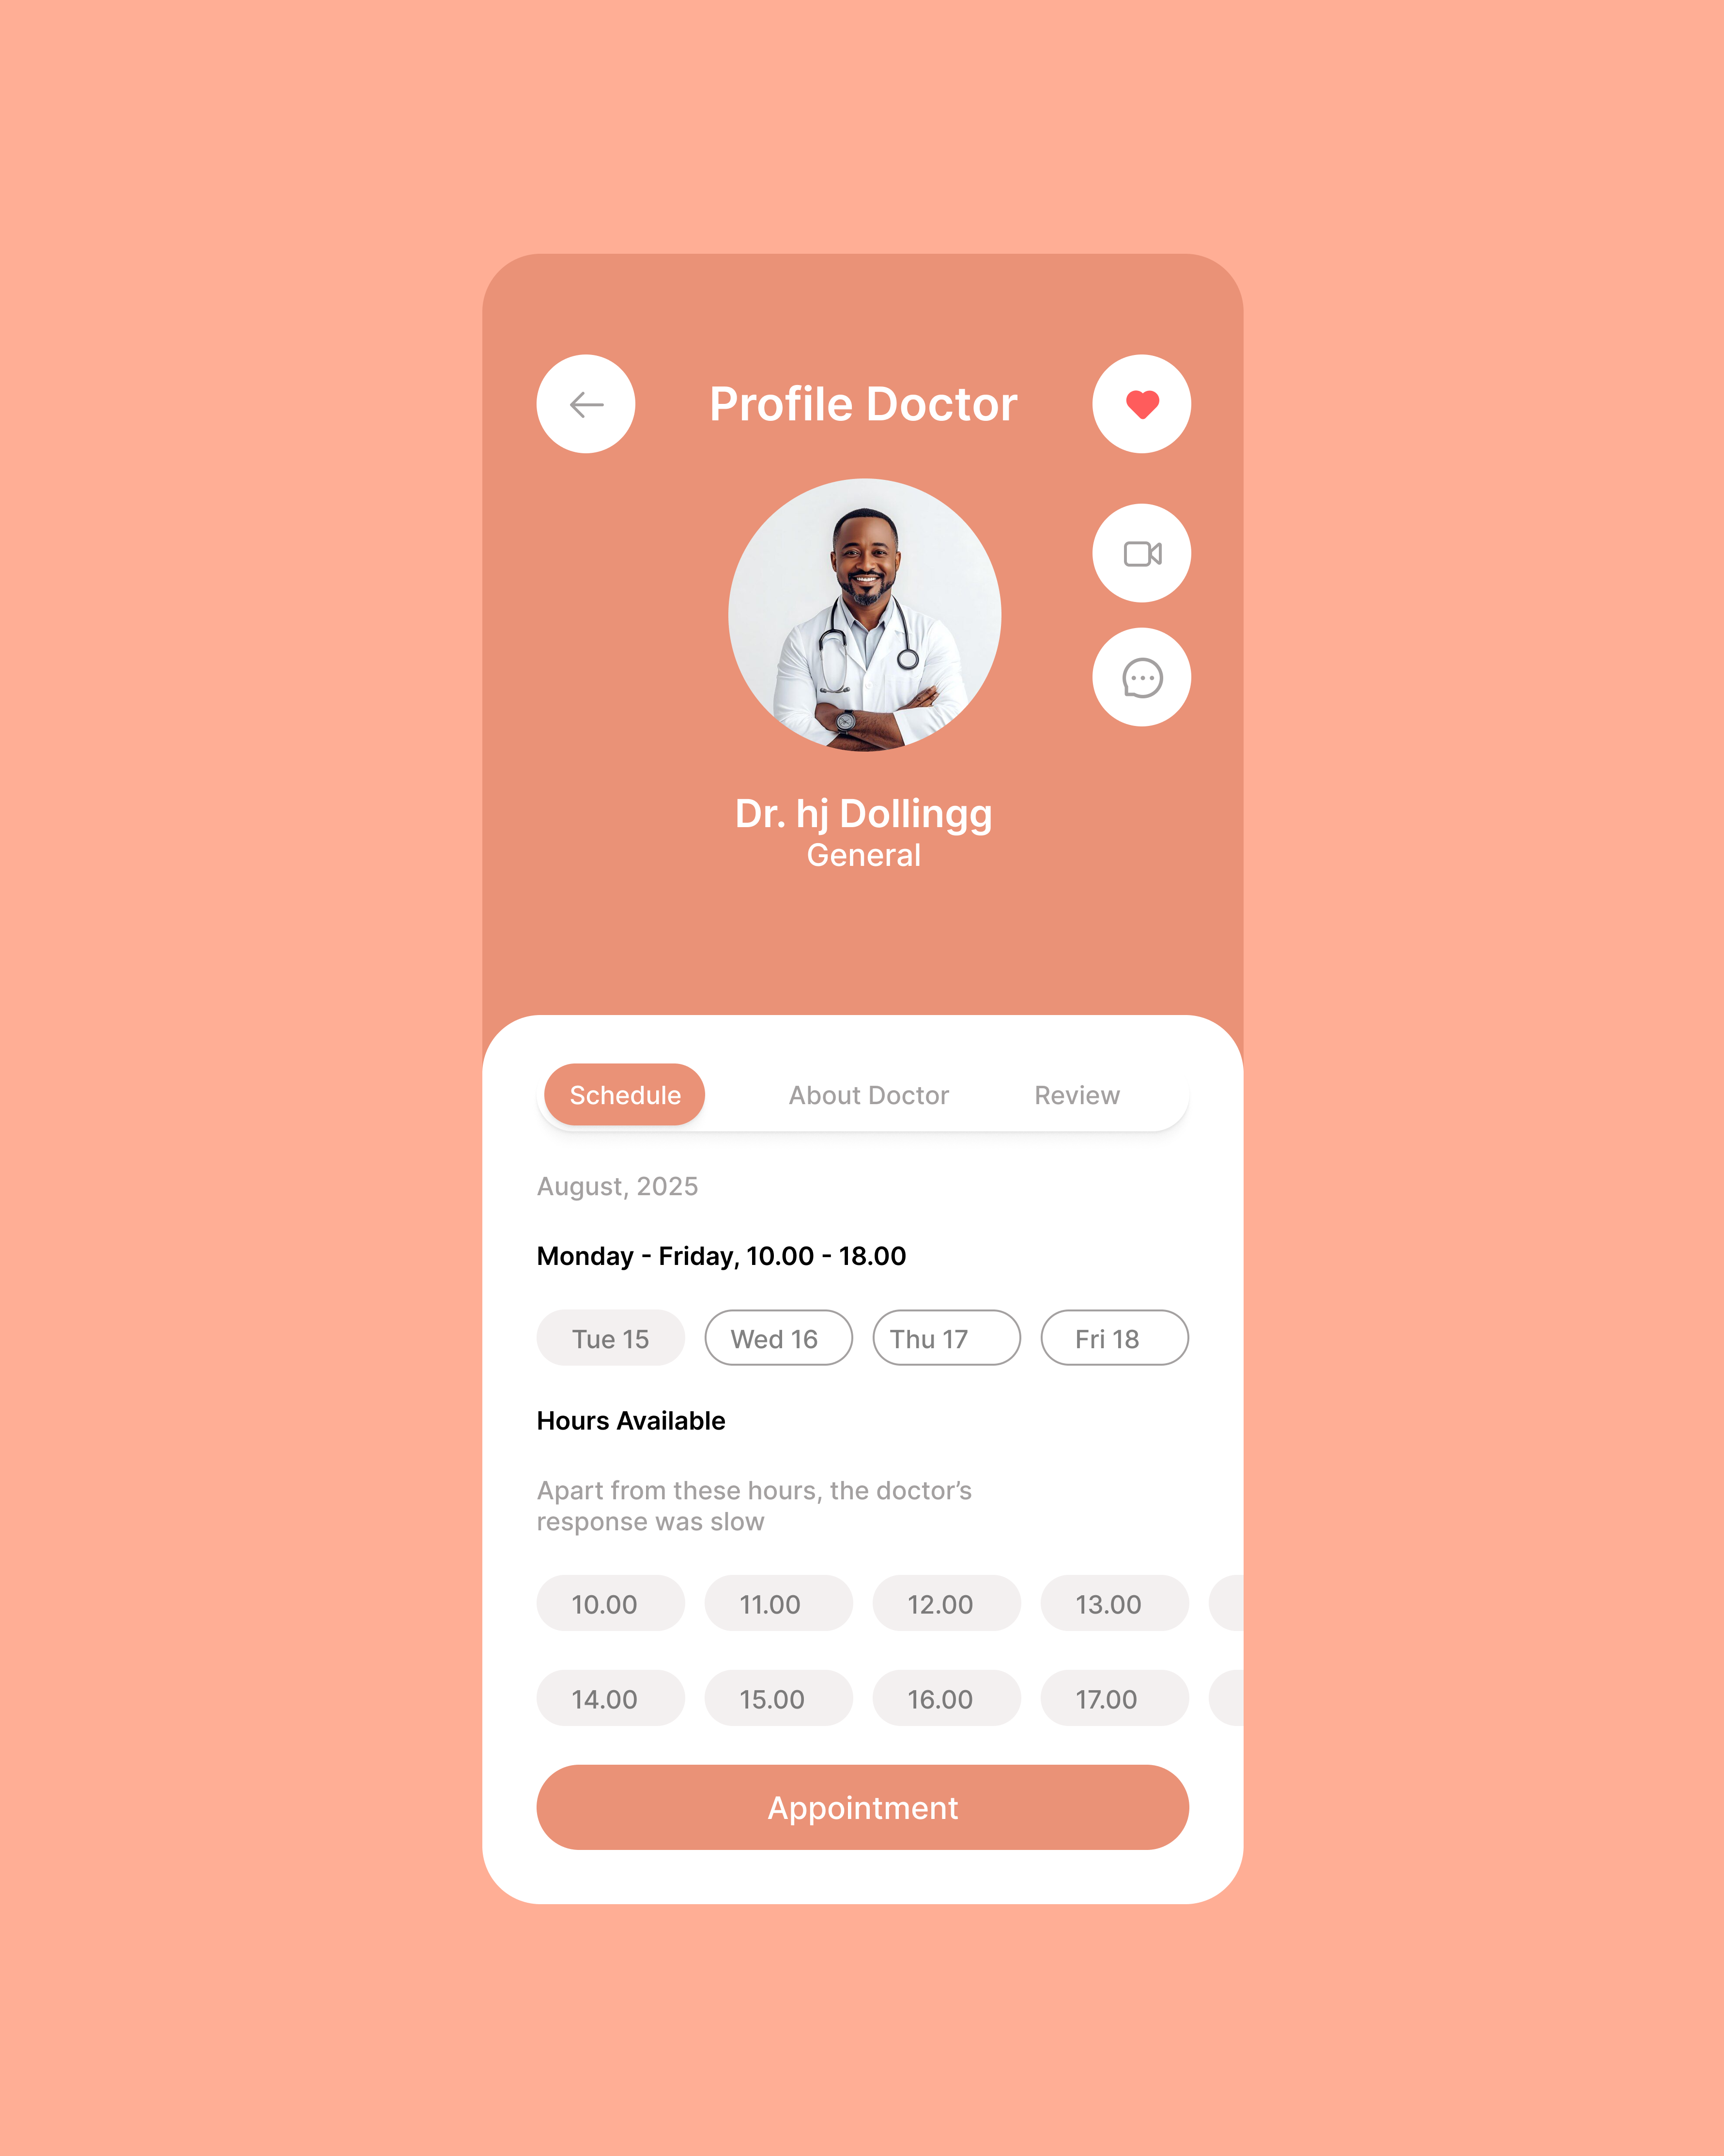 Profile Doctor
Dr. hj Dollingg
General
Schedule About Doctor Review
August, 2025
Monday - Friday, 10.00 - 18.00
Tue 15 Wed 16 Thu 17 Fri 18
Hours Available
Apart from these hours, the doctor’s
response was slow
10.00 11.00 12.00 13.00
14.00 15.00 16.00 17.00
Appointment